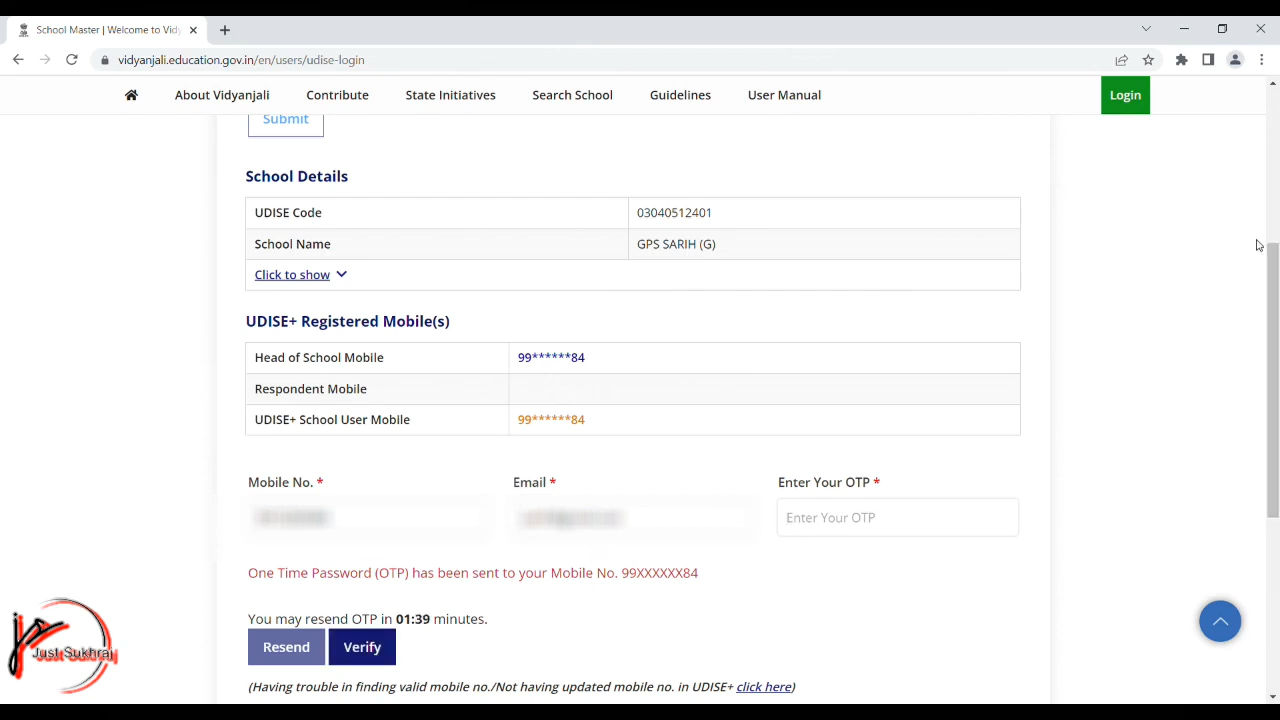 School Master | Welcome to Vidy
vidyanjali.education.gov.in/en/users/udise-login
About Vidyanjali Contribute State Initiatives Search School Guidelines User Manual Login
Submit
School Details
UDISE Code 03040512401
School Name GPS SARIH (G)
Click to show
UDISE+ Registered Mobile(s)
Head of School Mobile 99******84
Respondent Mobile
UDISE+ School User Mobile 99******84
Mobile No. * Email * Enter Your OTP *
Enter Your OTP
One Time Password (OTP) has been sent to your Mobile No. 99XXXXXX84
You may resend OTP in 01:39 minutes.
Resend Verify
Just Sukhraj
(Having trouble in finding valid mobile no./Not having updated mobile no. in UDISE+ click here)